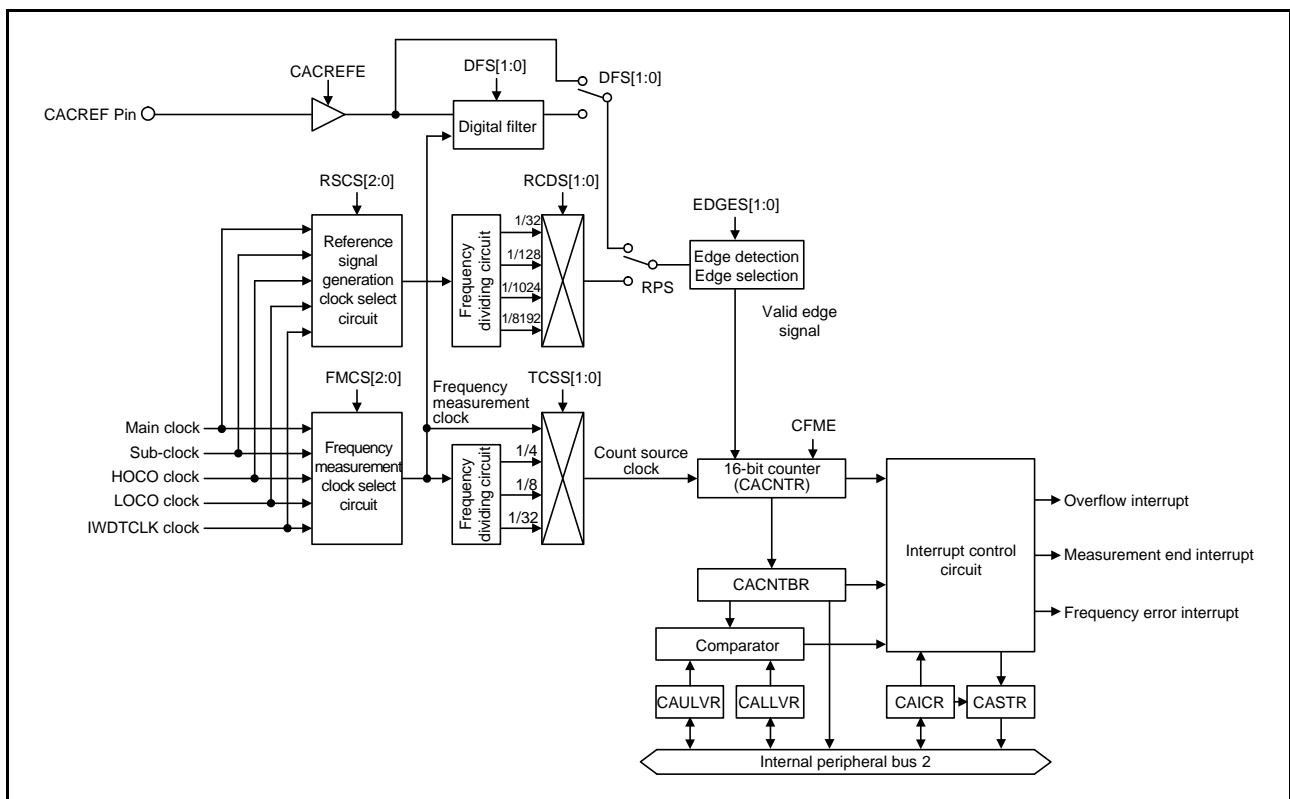 CACREFE
DFS[1:0]
DFS[1:0]
CACREF Pin
Digital filter
RSCS[2:0]
RCDS[1:0]
EDGES[1:0]
Reference
signal
generation
clock select
circuit
Frequency
dividing circuit
1/32
1/128
1/1024
1/8192
RPS
Edge detection
Edge selection
Valid edge
signal
FMCS[2:0]
Frequency
measurement
clock
TCSS[1:0]
Main clock
Sub-clock
HOCO clock
LOCO clock
IWDTCLK clock
Frequency
measurement
clock select
circuit
Frequency
dividing circuit
1/4
1/8
1/32
Count source
clock
CFME
16-bit counter
(CACNTR)
Interrupt control
circuit
Overflow interrupt
Measurement end interrupt
Frequency error interrupt
CACNTBR
Comparator
CAULVR
CALLVR
CAICR
CASTR
Internal peripheral bus 2